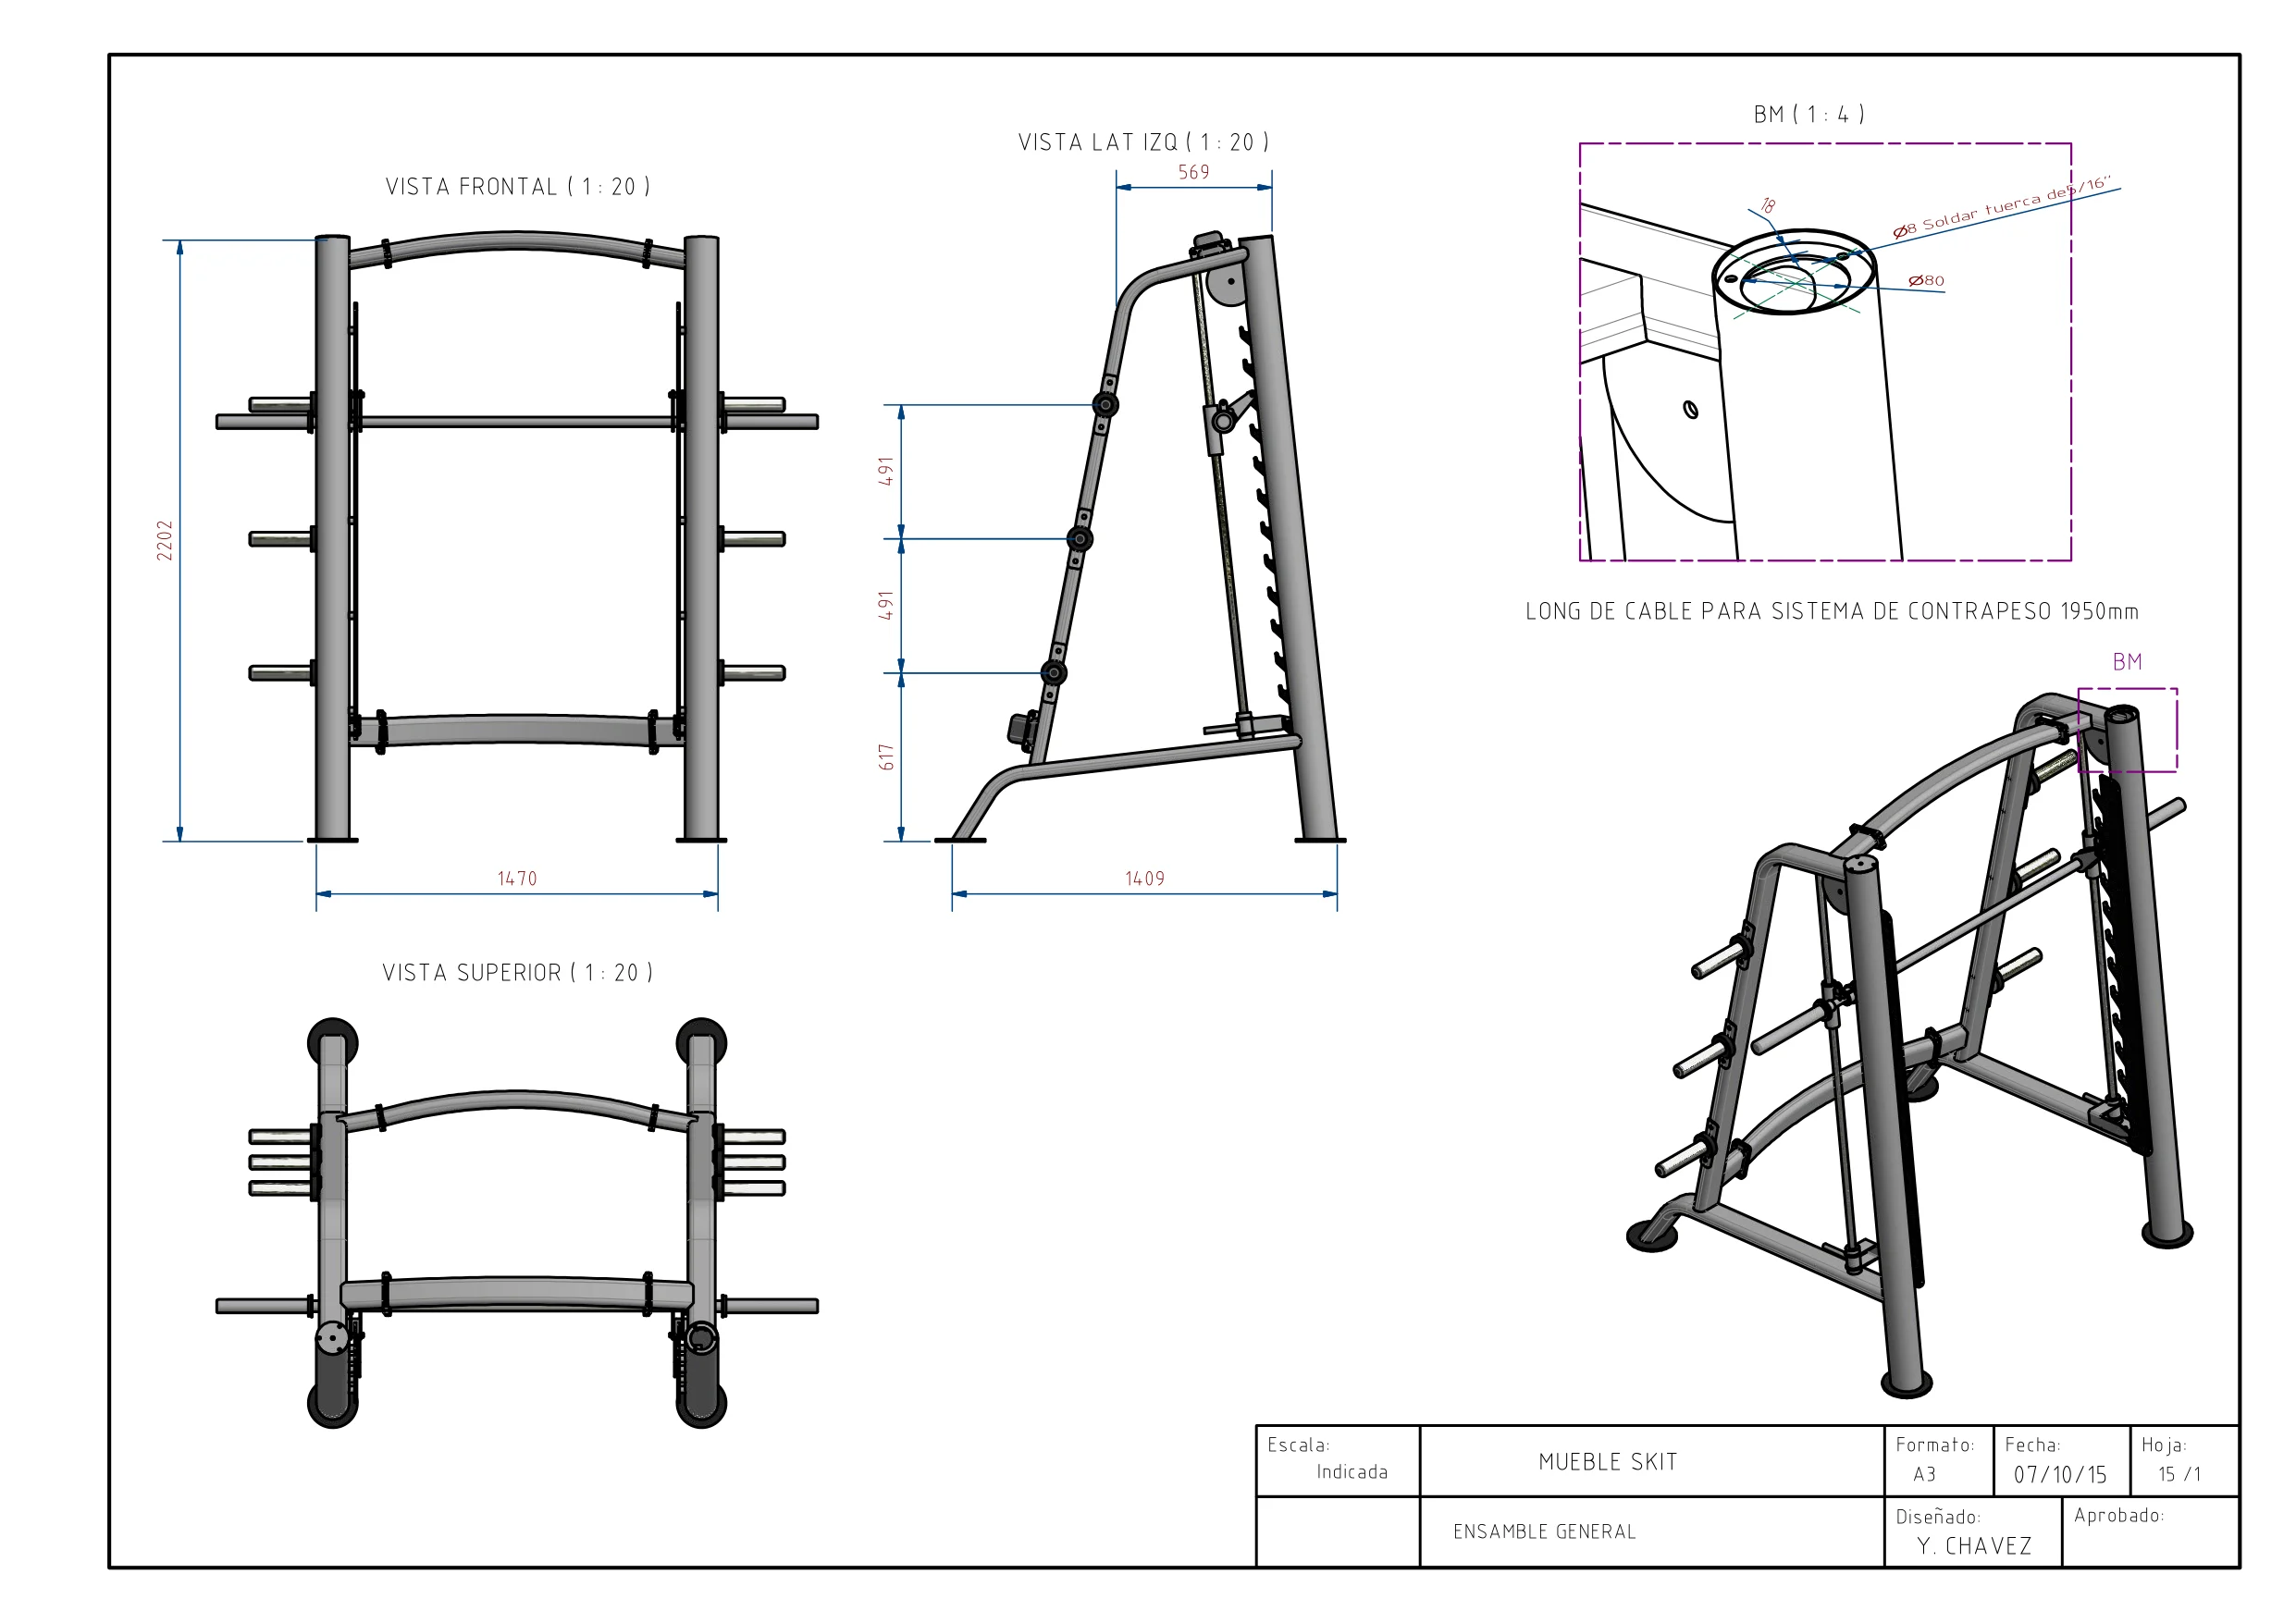 BM ( 1 : 4 )
VISTA LAT IZQ ( 1 : 20 )
569
VISTA FRONTAL ( 1 : 20 )
18
Ø8 Soldar tuerca de5/16"
Ø80
491
2202
491
LONG DE CABLE PARA SISTEMA DE CONTRAPESO 1950mm
BM
617
1470
1409
VISTA SUPERIOR ( 1 : 20 )
Escala:
Indicada
MUEBLE SKIT
Formato:
A3
Fecha:
07/10/15
Hoja:
15 /1
ENSAMBLE GENERAL
Diseñado:
Y. CHAVEZ
Aprobado: